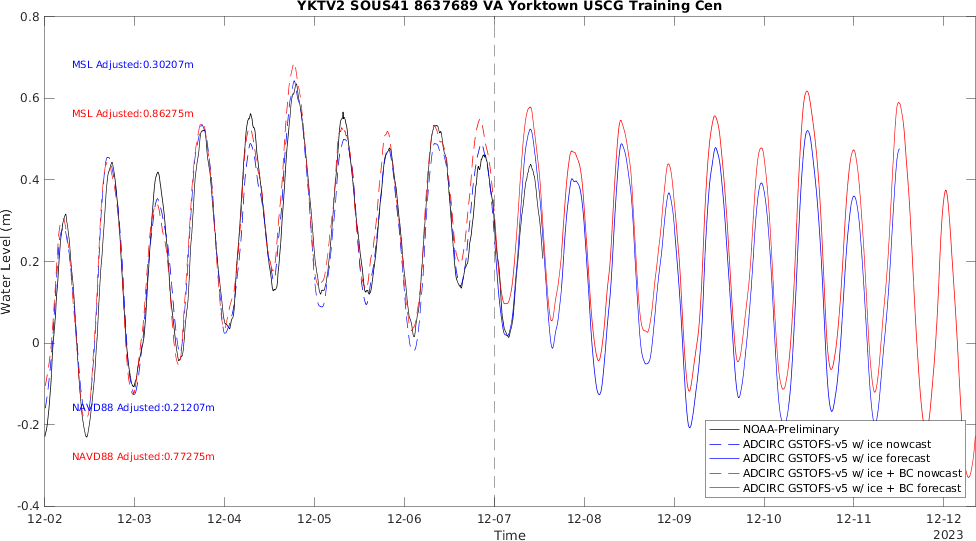 YKTV2 SOUS41 8637689 VA Yorktown USCG Training Cen
0.8
0.6
0.4
0.2
0
-0.2
-0.4
Water Level (m)
MSL Adjusted:0.30207m
MSL Adjusted:0.86275m
NAVD88 Adjusted:0.21207m
NAVD88 Adjusted:0.77275m
NOAA-Preliminary
ADCIRC GSTOFS-v5 w/ ice nowcast
ADCIRC GSTOFS-v5 w/ ice forecast
ADCIRC GSTOFS-v5 w/ ice + BC nowcast
ADCIRC GSTOFS-v5 w/ ice + BC forecast
12-02 12-03 12-04 12-05 12-06 12-07 12-08 12-09 12-10 12-11 12-12
Time
2023